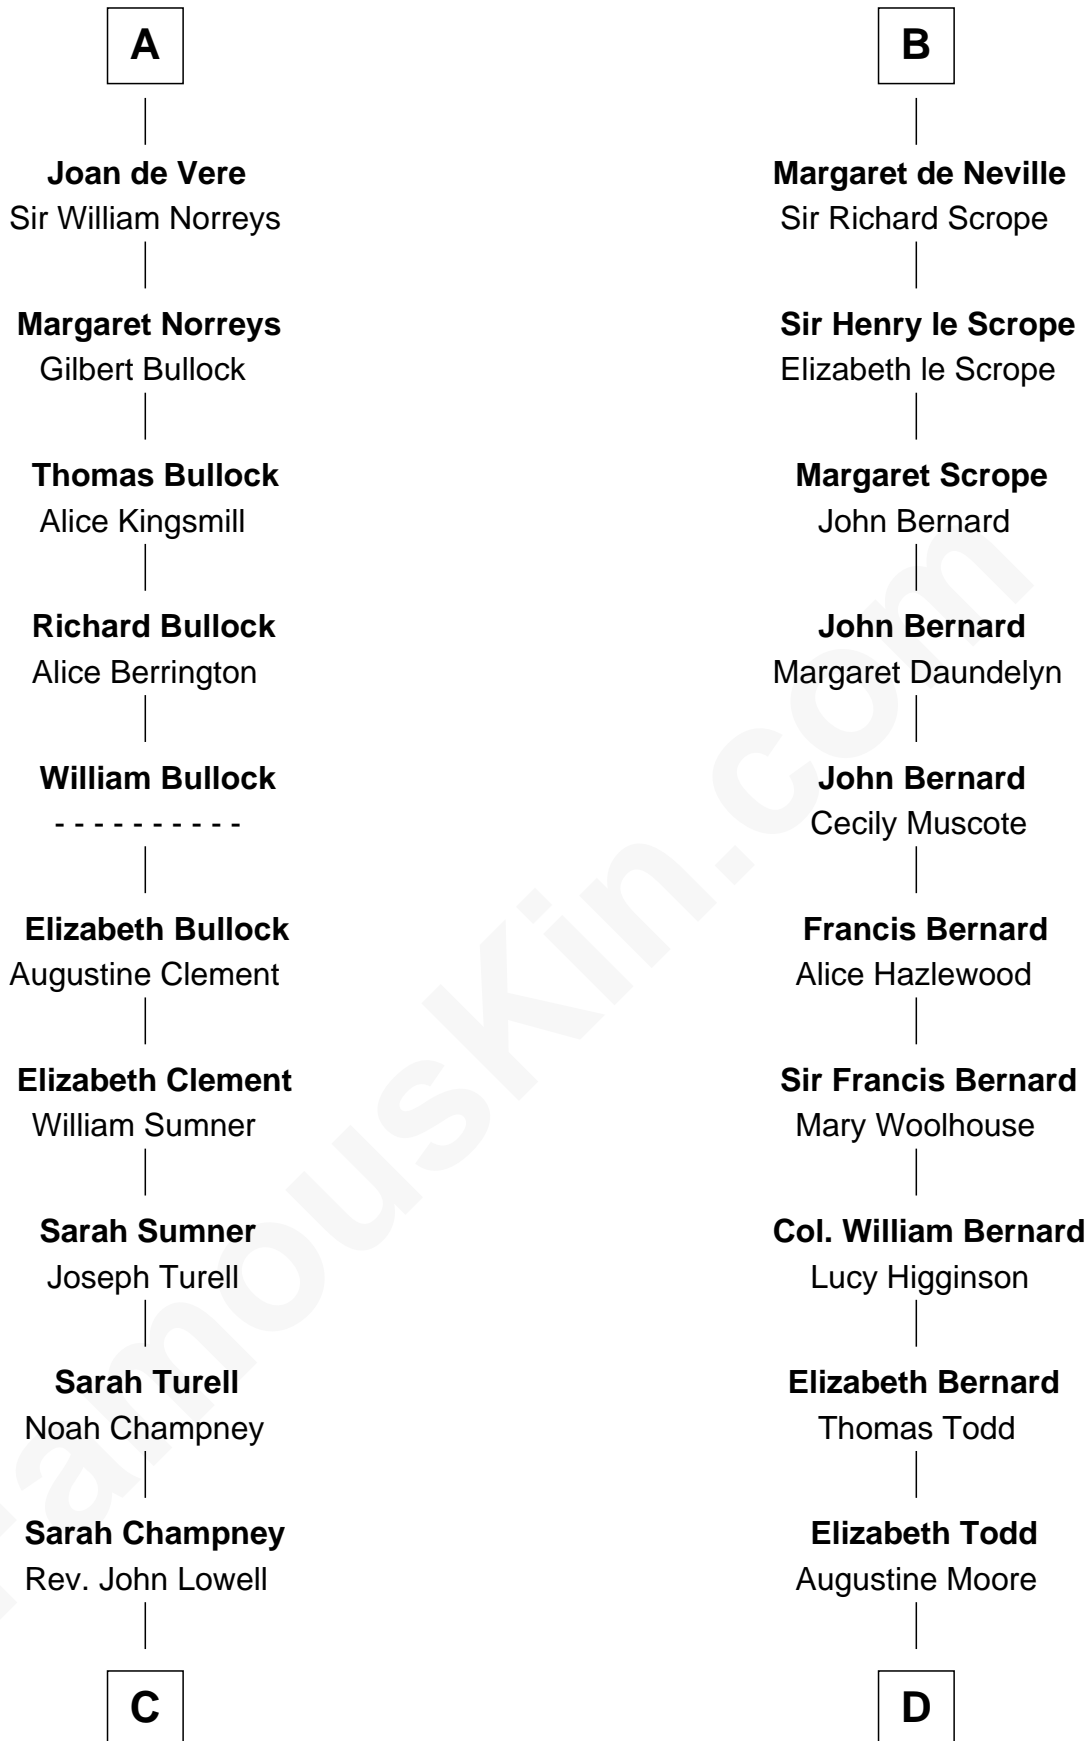 A
Joan de Vere
Sir William Norreys
Margaret Norreys
Gilbert Bullock
Thomas Bullock
Alice Kingsmill
Richard Bullock
Alice Berrington
William Bullock
- - - - - - - - - -
Elizabeth Bullock
Augustine Clement
Elizabeth Clement
William Sumner
Sarah Sumner
Joseph Turell
Sarah Turell
Noah Champney
Sarah Champney
Rev. John Lowell
C
B
Margaret de Neville
Sir Richard Scrope
Sir Henry le Scrope
Elizabeth le Scrope
Margaret Scrope
John Bernard
John Bernard
Margaret Daundelyn
John Bernard
Cecily Muscote
Francis Bernard
Alice Hazlewood
Sir Francis Bernard
Mary Woolhouse
Col. William Bernard
Lucy Higginson
Elizabeth Bernard
Thomas Todd
Elizabeth Todd
Augustine Moore
D
FamousKin.com